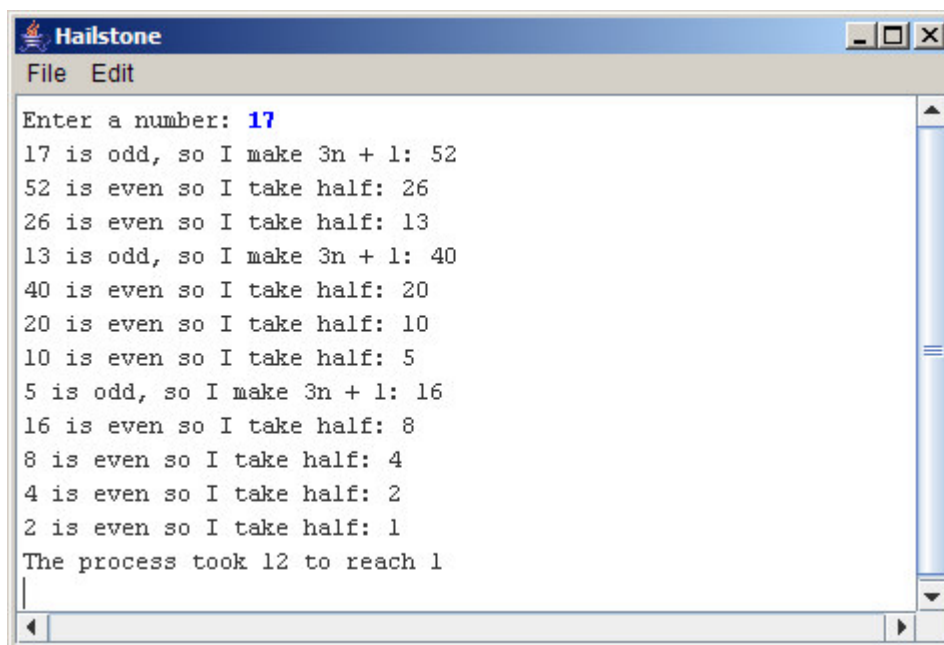 Hailstone
File Edit
Enter a number: 17
17 is odd, so I make 3n + 1: 52
52 is even so I take half: 26
26 is even so I take half: 13
13 is odd, so I make 3n + 1: 40
40 is even so I take half: 20
20 is even so I take half: 10
10 is even so I take half: 5
5 is odd, so I make 3n + 1: 16
16 is even so I take half: 8
8 is even so I take half: 4
4 is even so I take half: 2
2 is even so I take half: 1
The process took 12 to reach 1